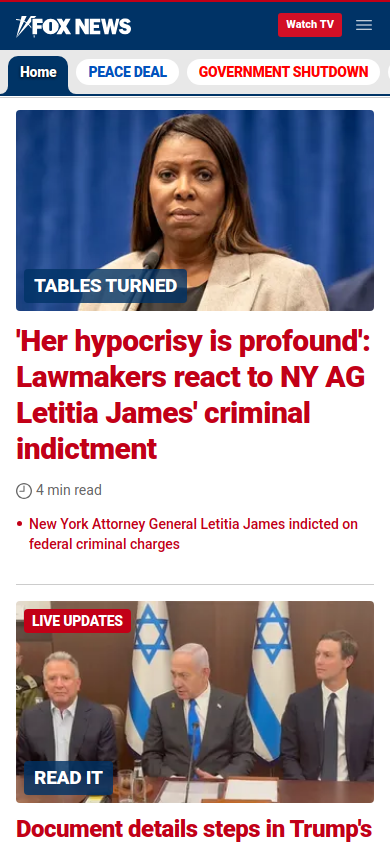 FOX NEWS
Watch TV
Home
PEACE DEAL
GOVERNMENT SHUTDOWN
TABLES TURNED
'Her hypocrisy is profound':
Lawmakers react to NY AG
Letitia James' criminal
indictment
4 min read
• New York Attorney General Letitia James indicted on
federal criminal charges
LIVE UPDATES
READ IT
Document details steps in Trump's